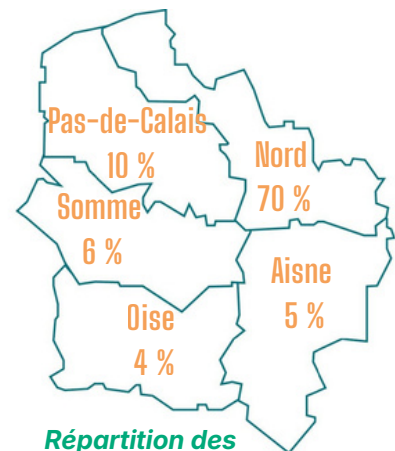 Pas-de-Calais
10 %
Nord
70 %
Somme
6 %
Aisne
5 %
Oise
4 %
Répartition des